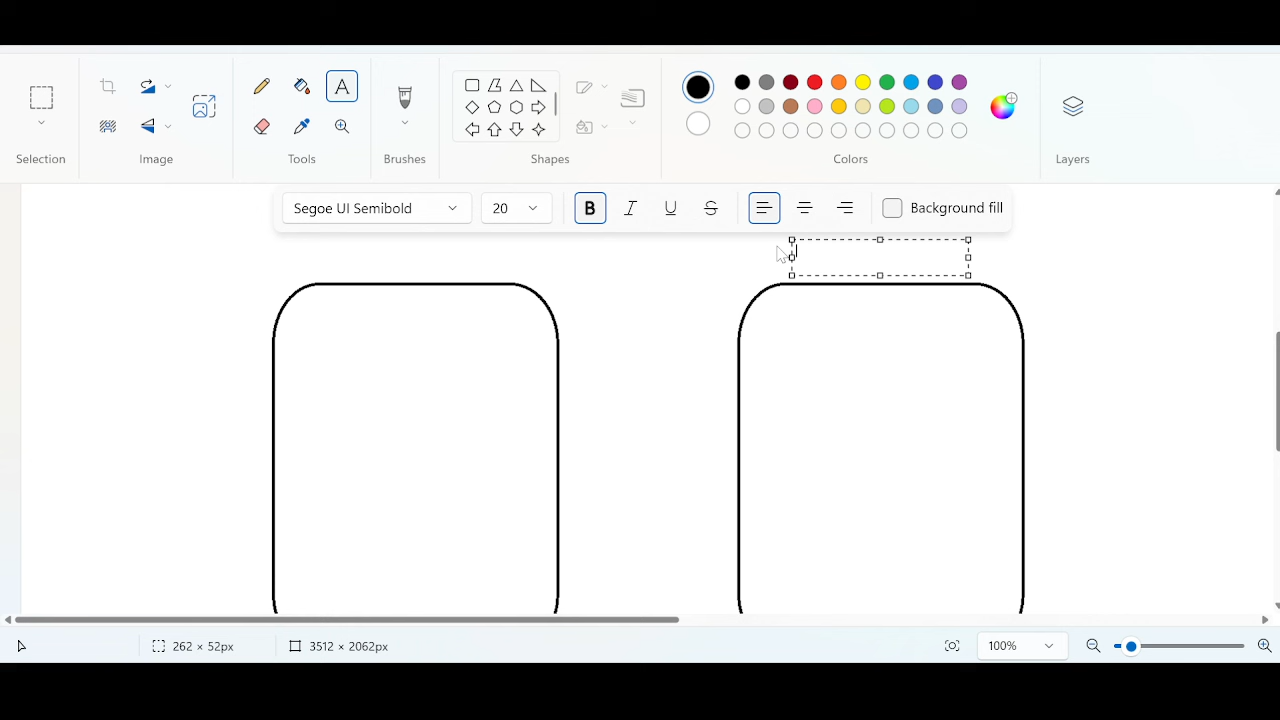 Selection
Image
Tools
Brushes
Shapes
Colors
Layers
A
Segoe UI Semibold
20
B
I
U
S
Background fill
262 × 52px
3512 × 2062px
100%